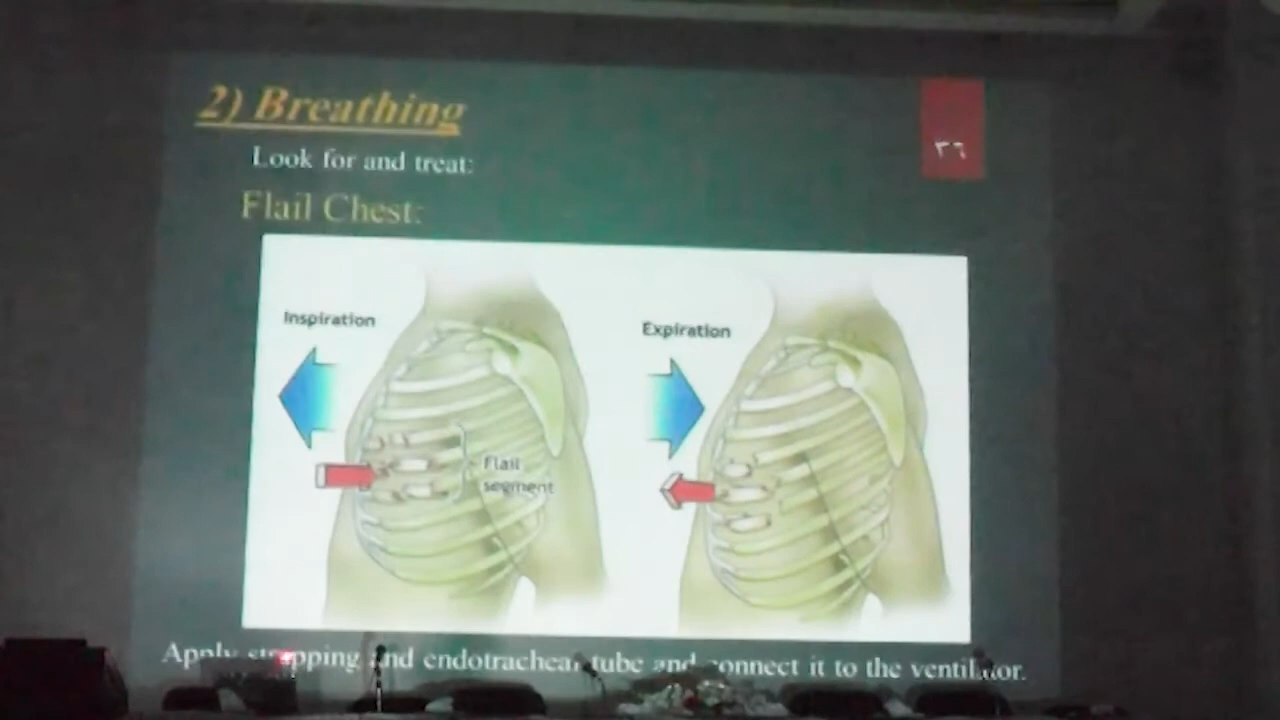 2) Breathing
٣٦
Look for and treat:
Flail Chest:
Inspiration
Expiration
Flail
segment
Apply strapping and endotracheal tube and connect it to the ventilator.